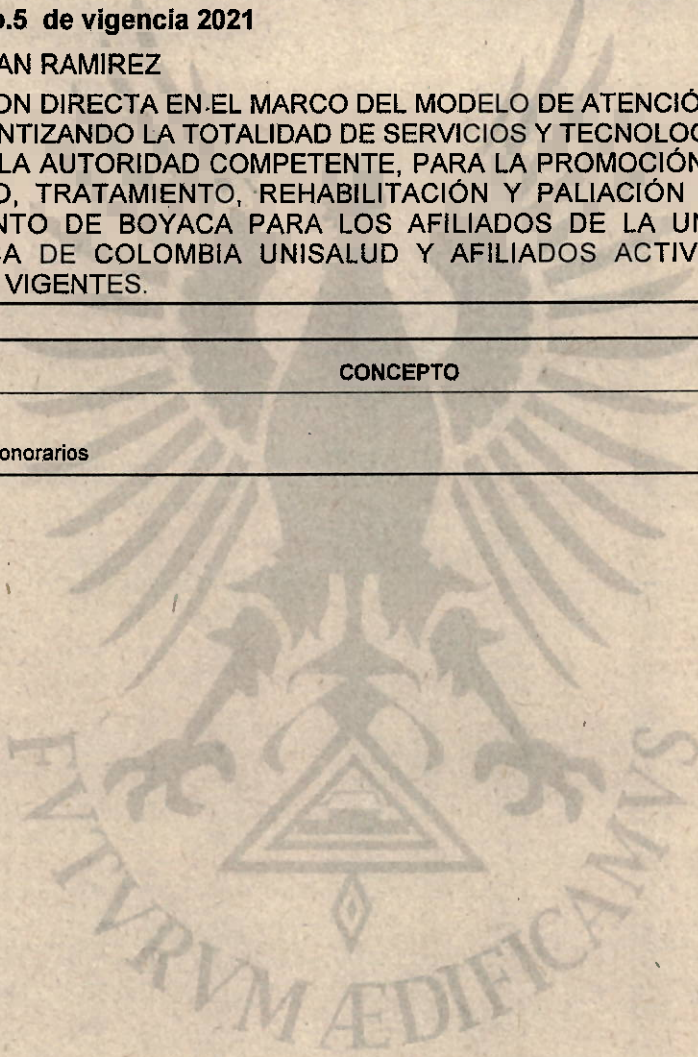 o.5 de vigencia 2021
AN RAMIREZ
ON DIRECTA EN EL MARCO DEL MODELO DE ATENCIÓ
NTIZANDO LA TOTALIDAD DE SERVICIOS Y TECNOLOG
LA AUTORIDAD COMPETENTE, PARA LA PROMOCIÓN
D, TRATAMIENTO, REHABILITACIÓN Y PALIACIÓN
NTO DE BOYACA PARA LOS AFILIADOS DE LA UN
A DE COLOMBIA UNISALUD Y AFILIADOS ACTIV
VIGENTES.
CONCEPTO
onorarios
FVTVRVM ÆDIFICAMVS